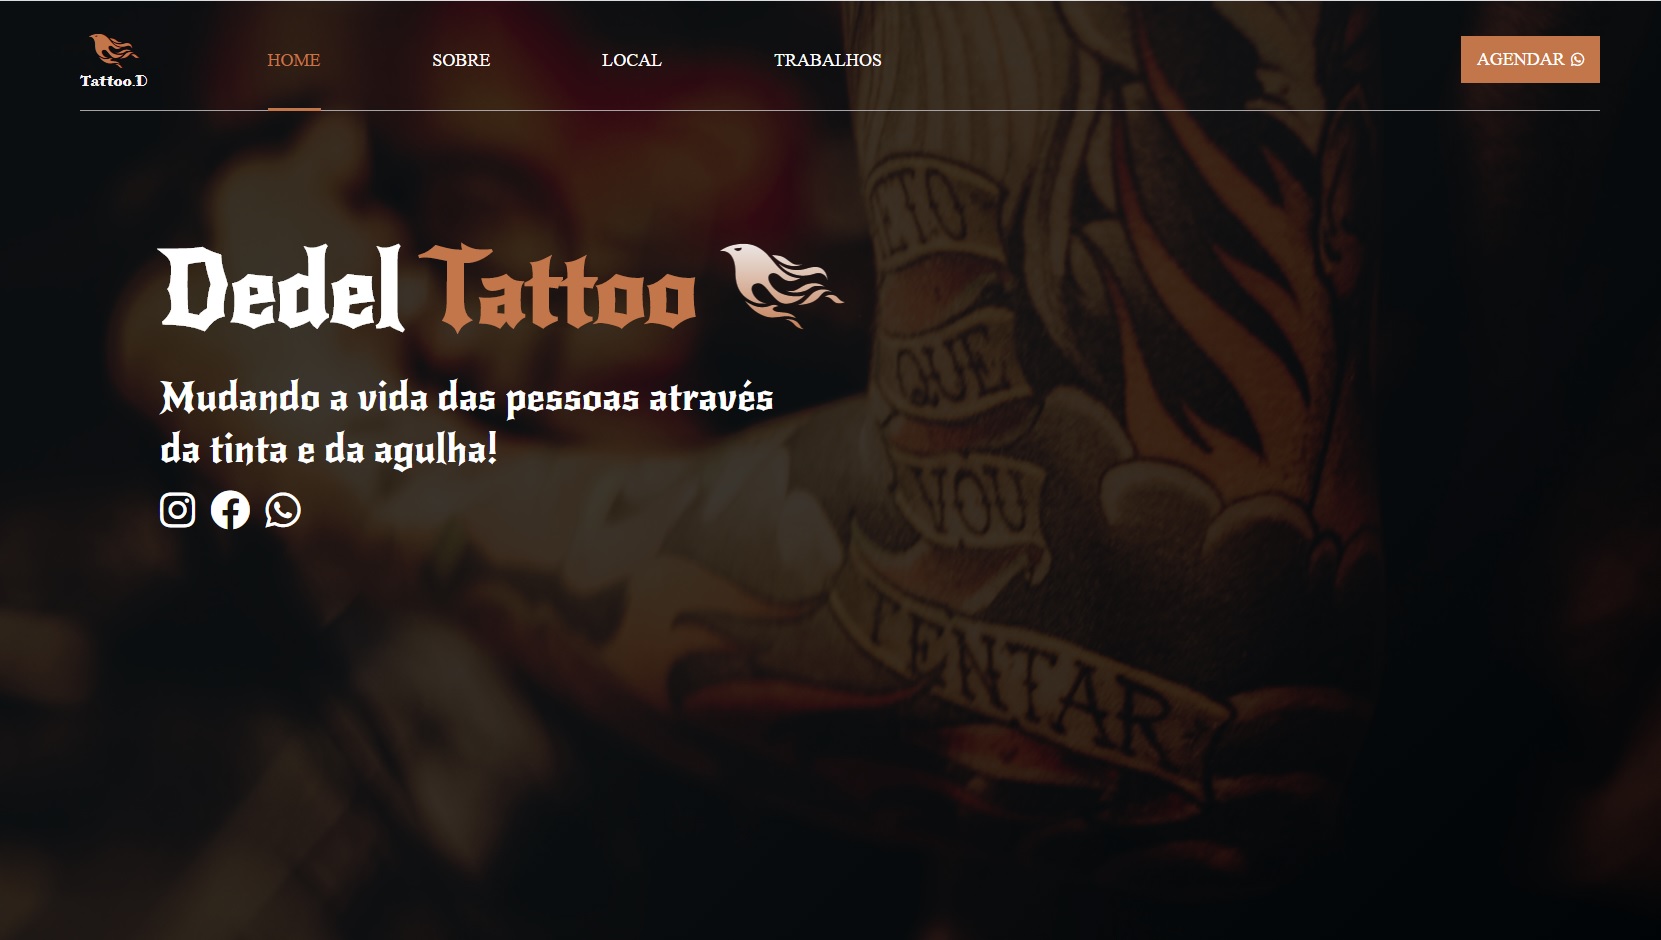 Tattoo.D
HOME
SOBRE
LOCAL
TRABALHOS
AGENDAR
Dedel Tattoo
Mudando a vida das pessoas através
da tinta e da agulha!
QUE
VOU
TENTAR